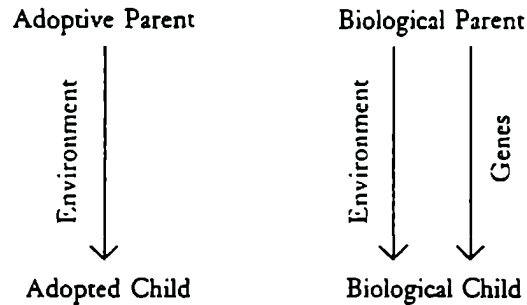 Adoptive Parent
Biological Parent
Environment
Environment
Genes
Adopted Child
Biological Child